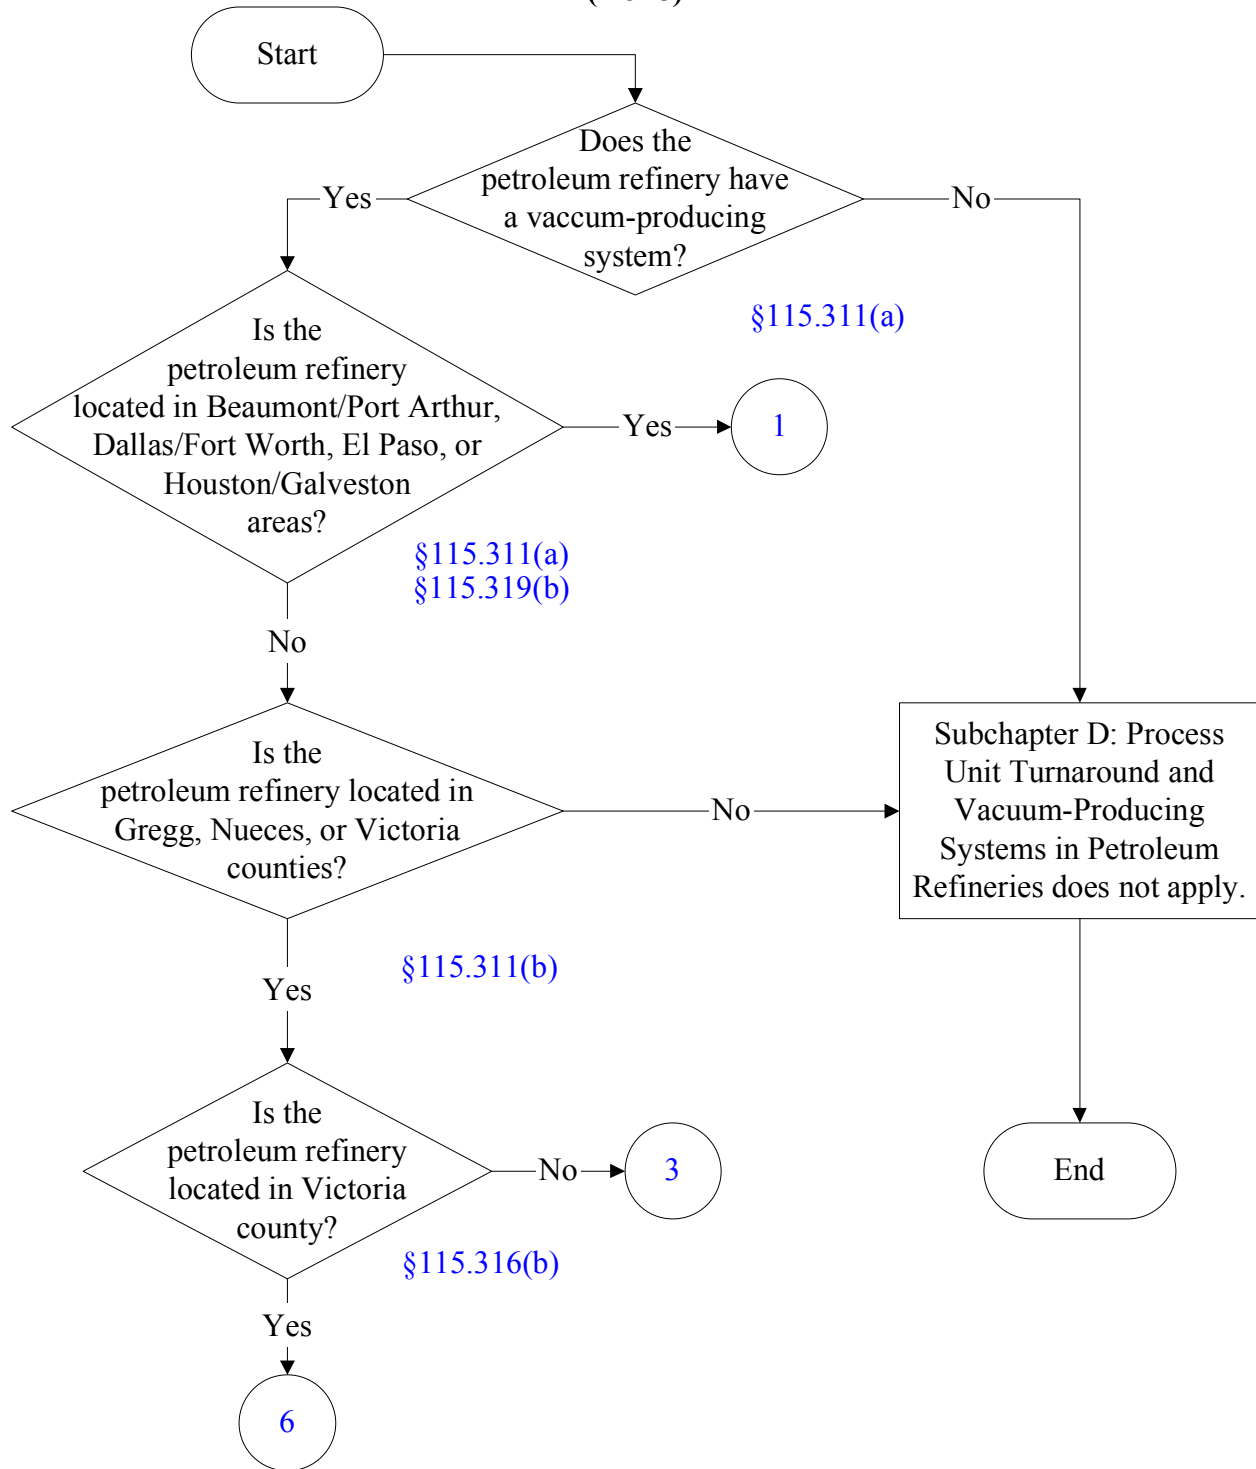 Start
Does the
petroleum refinery have
a vaccum-producing
system?
Yes
No
§115.311(a)
Is the
petroleum refinery
located in Beaumont/Port Arthur,
Dallas/Fort Worth, El Paso, or
Houston/Galveston
areas?
Yes
1
§115.311(a)
§115.319(b)
No
Is the
petroleum refinery located in
Gregg, Nueces, or Victoria
counties?
No
Subchapter D: Process
Unit Turnaround and
Vacuum-Producing
Systems in Petroleum
Refineries does not apply.
§115.311(b)
Yes
Is the
petroleum refinery
located in Victoria
county?
No
3
End
§115.316(b)
Yes
6